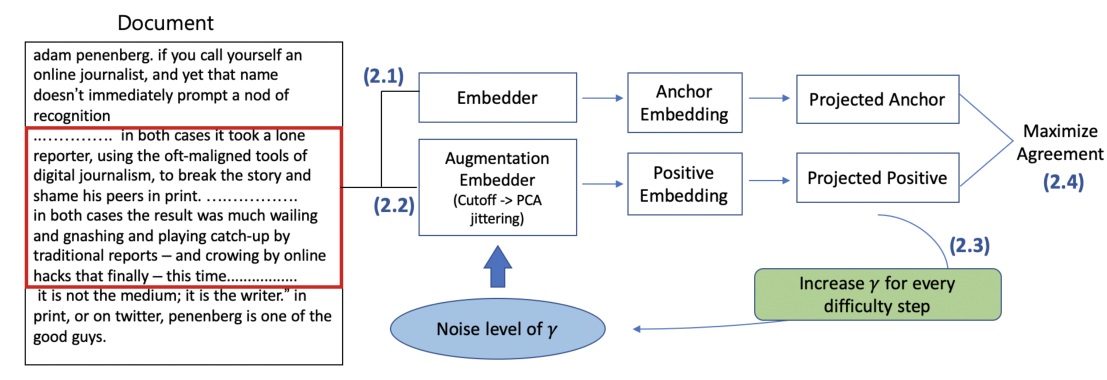 Document
adam penenberg. if you call yourself an
online journalist, and yet that name
doesn't immediately prompt a nod of
recognition
................ in both cases it took a lone
reporter, using the oft-maligned tools of
digital journalism, to break the story and
shame his peers in print. ..................
in both cases the result was much wailing
and gnashing and playing catch-up by
traditional reports – and crowing by online
hacks that finally – this time.................
it is not the medium; it is the writer." in
print, or on twitter, penenberg is one of the
good guys.
(2.1)
Embedder
Anchor
Embedding
Projected Anchor
(2.2)
Augmentation
Embedder
(Cutoff -> PCA
jittering)
Positive
Embedding
Projected Positive
Maximize
Agreement
(2.4)
(2.3)
Increase γ for every
difficulty step
Noise level of γ